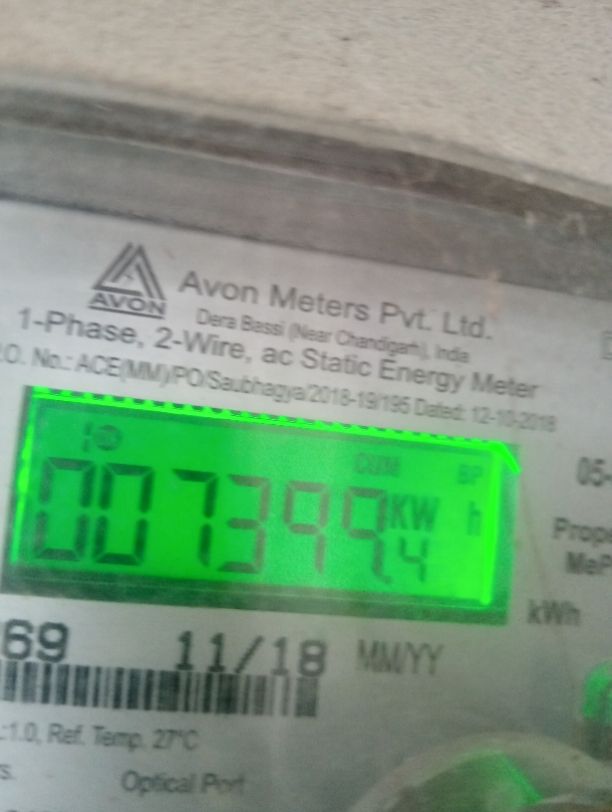 AVON
Avon Meters Pvt. Ltd.
Dera Bassi (Near Chandigarh), India
1-Phase, 2-Wire, ac Static Energy Meter
.O. No.: ACE(MM)/PO/Saubhagya/2018-19/195 Dated: 12-10-2018
CUM BP
007399.4 KW h
05-
Prope
MeP
kWh
69 11/18 MM/YY
:1.0, Ref. Temp. 27°C
s. Optical Port